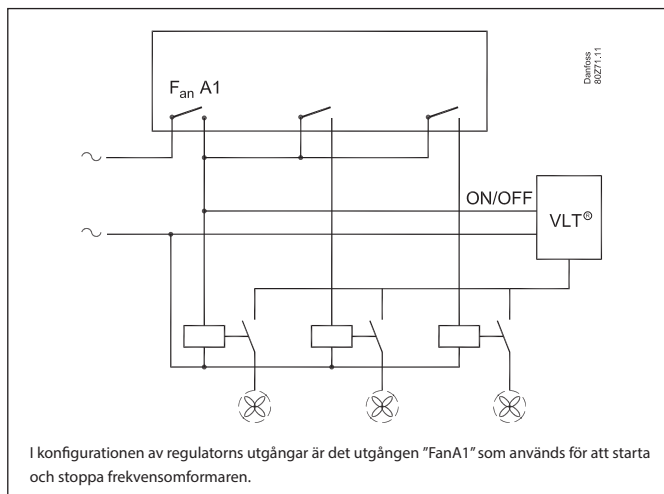 Danfoss
80Z71.11
Fan A1
ON/OFF
VLT®
I konfigurationen av regulatorns utgångar är det utgången ”FanA1” som används för att starta
och stoppa frekvensomformaren.